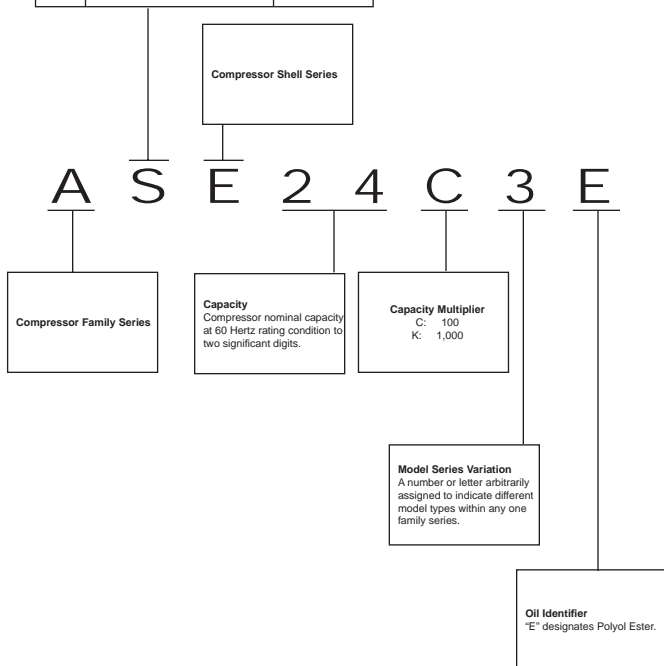 Compressor Shell Series
A S E 2 4 C 3 E
Compressor Family Series
Capacity
Compressor nominal capacity
at 60 Hertz rating condition to
two significant digits.
Capacity Multiplier
C: 100
K: 1,000
Model Series Variation
A number or letter arbitrarily
assigned to indicate different
model types within any one
family series.
Oil Identifier
“E” designates Polyol Ester.